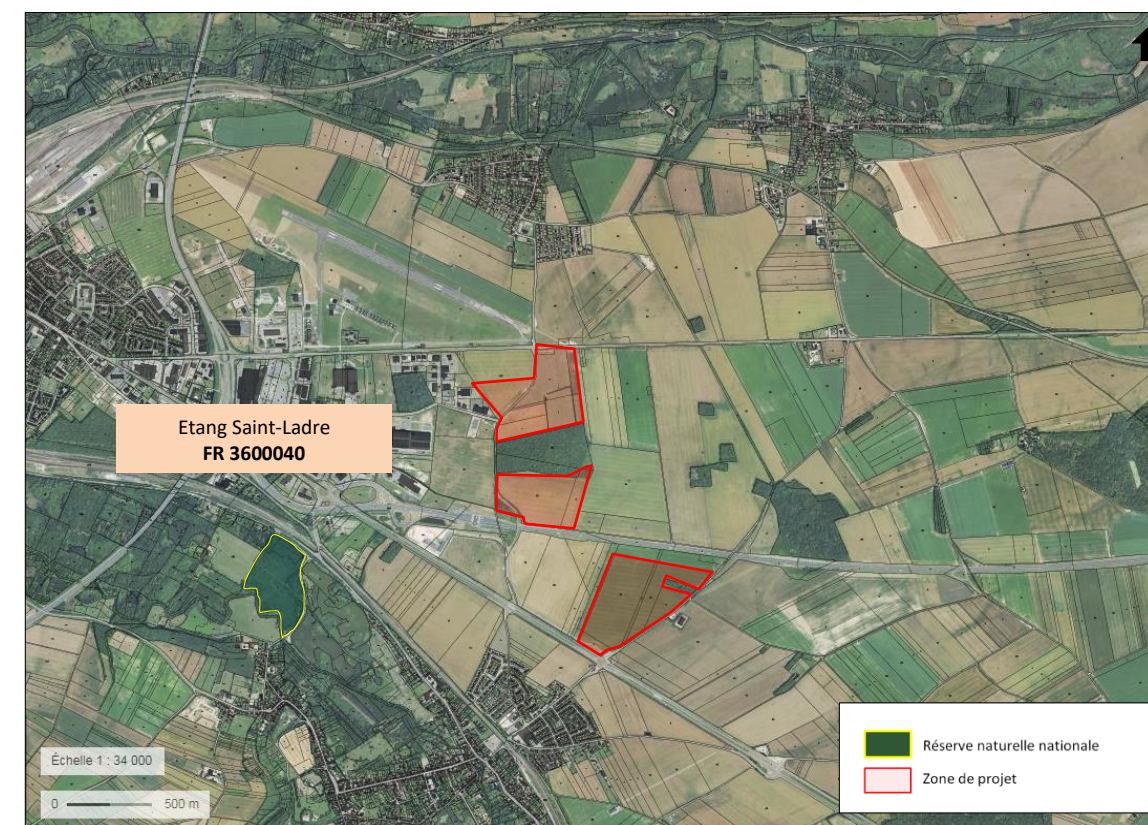 Etang Saint-Ladre
FR 3600040
Échelle 1 : 34 000
0 500 m
Réserve naturelle nationale
Zone de projet